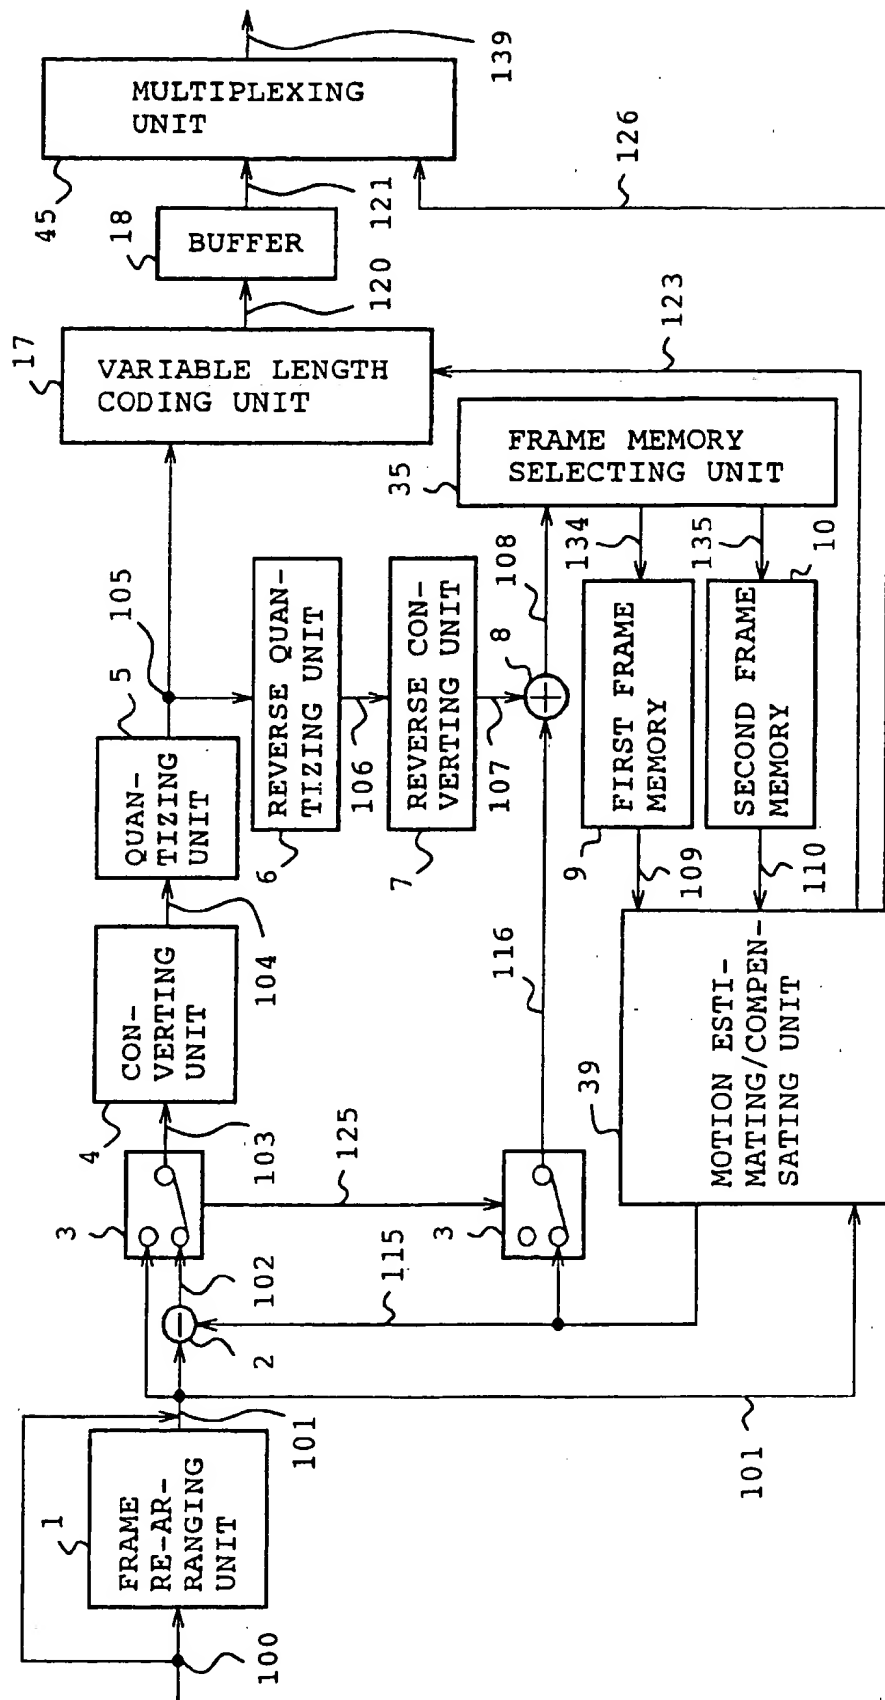 100
1
FRAME
RE-AR-
RANGING
UNIT
101
101
2
102
3
103
125
115
3
4
CON-
VERTING
UNIT
104
5
QUAN-
TIZING
UNIT
105
6
REVERSE QUAN-
TIZING UNIT
106
7
REVERSE CON-
VERTING UNIT
107
8
108
116
39
MOTION ESTI-
MATING/COMPEN-
SATING UNIT
9
FIRST FRAME
MEMORY
109
SECOND FRAME
MEMORY
10
110
134
135
35
FRAME MEMORY
SELECTING UNIT
17
VARIABLE LENGTH
CODING UNIT
120
123
18
BUFFER
121
126
45
MULTIPLEXING
UNIT
139